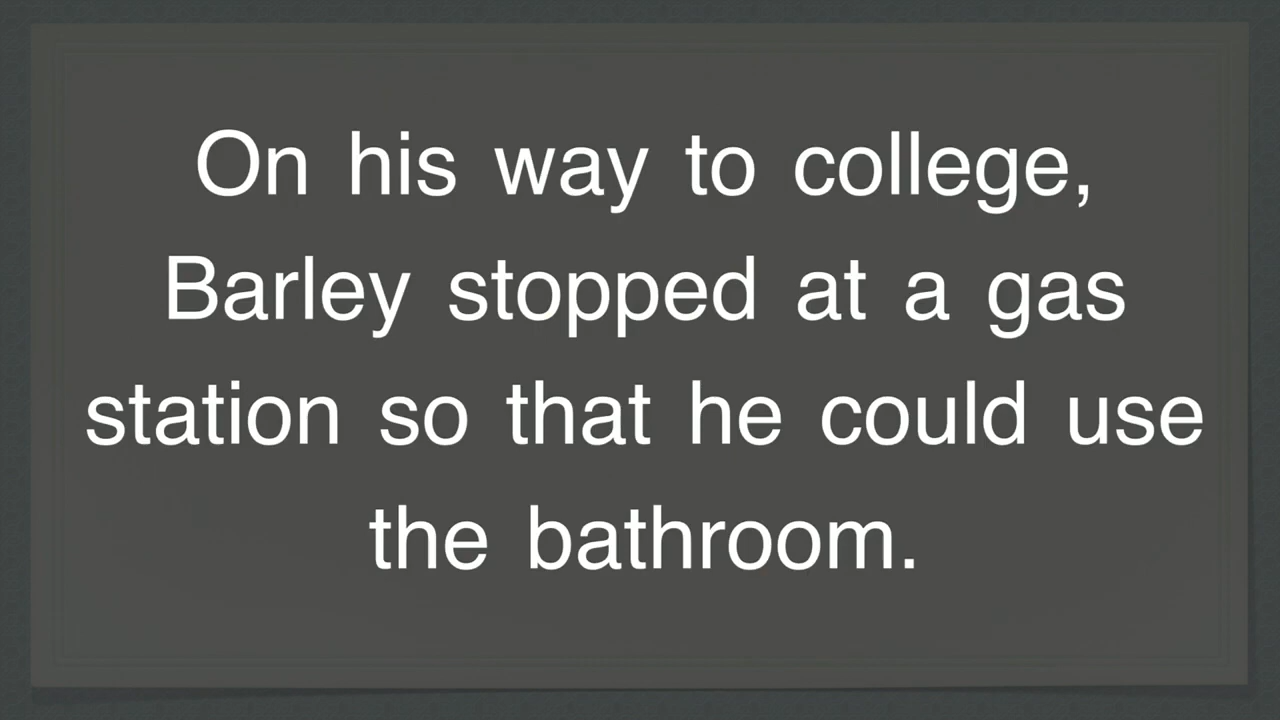 On his way to college,
Barley stopped at a gas
station so that he could use
the bathroom.